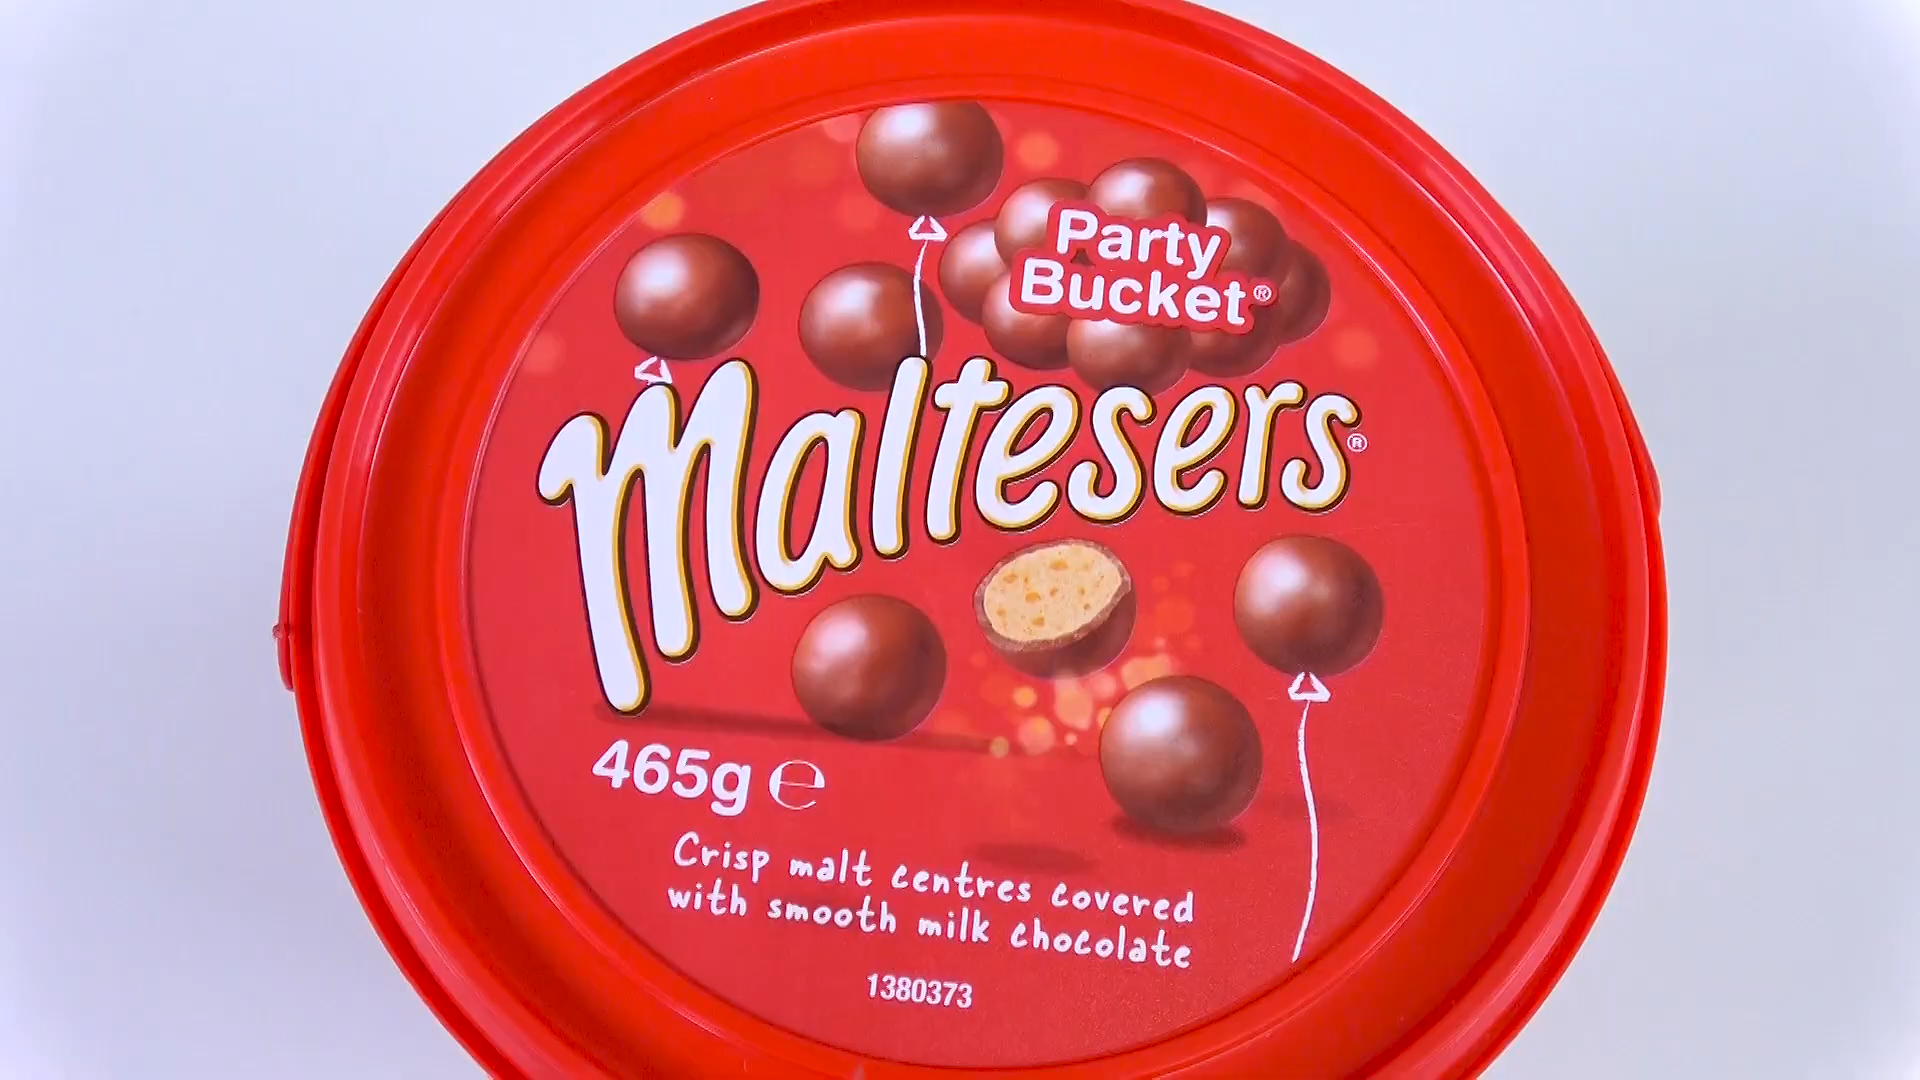 Party
Bucket®
Maltesers®
465g ℮
Crisp malt centres covered
with smooth milk chocolate
1380373